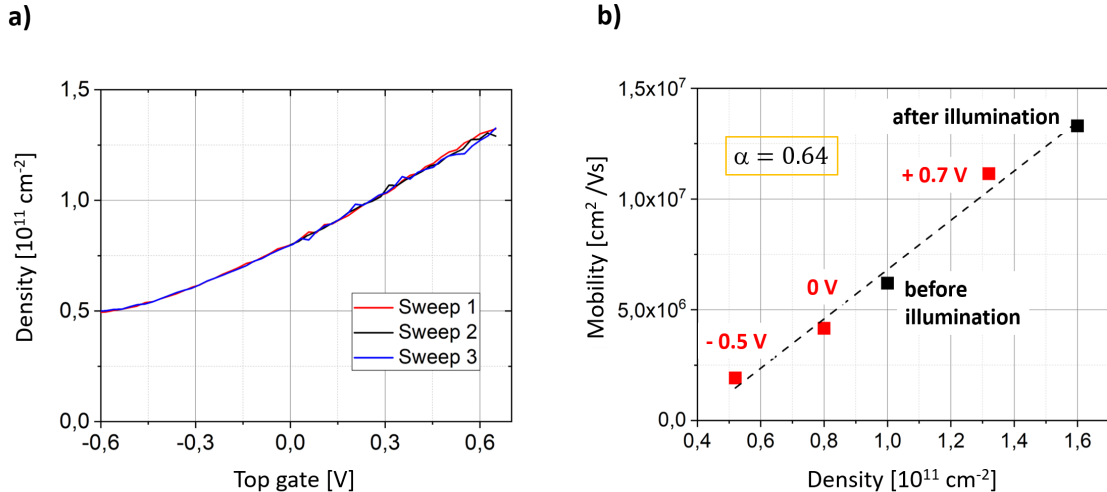 a)
Density [10¹¹ cm⁻²]
1,5
1,0
0,5
0,0
-0,6
-0,3
0,0
0,3
0,6
Top gate [V]
Sweep 1
Sweep 2
Sweep 3
b)
Mobility [cm² /Vs]
1,5x10⁷
1,0x10⁷
5,0x10⁶
0,0
0,4
0,6
0,8
1,0
1,2
1,4
1,6
Density [10¹¹ cm⁻²]
α = 0.64
after illumination
+ 0.7 V
0 V
before
illumination
- 0.5 V